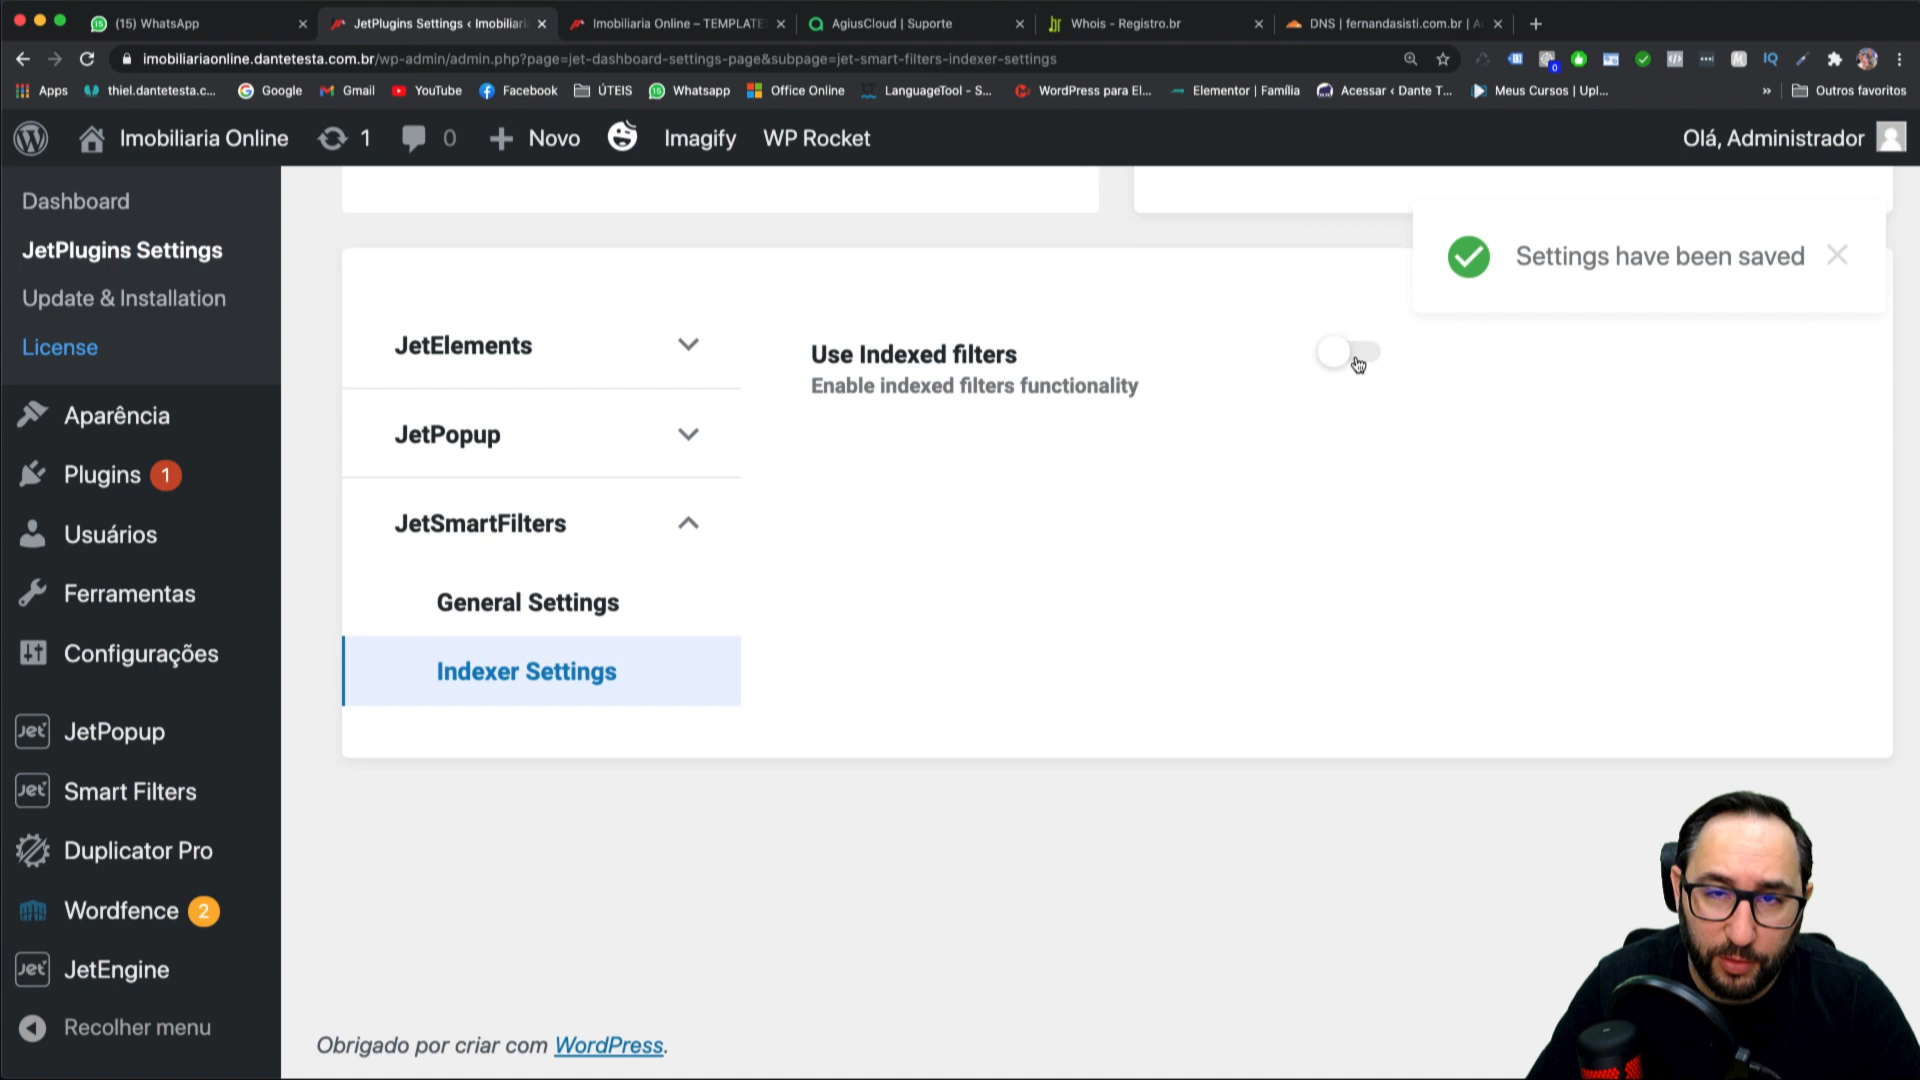 (15) WhatsApp
JetPlugins Settings ‹ Imobiliari
Imobiliaria Online – TEMPLATE
AgiusCloud | Suporte
Whois - Registro.br
DNS | fernandasisti.com.br | A
imobiliariaonline.dantetesta.com.br/wp-admin/admin.php?page=jet-dashboard-settings-page&subpage=jet-smart-filters-indexer-settings
Apps
thiel.dantetesta.c...
Google
Gmail
YouTube
Facebook
ÚTEIS
Whatsapp
Office Online
LanguageTool - S...
WordPress para El...
Elementor | Família
Acessar ‹ Dante T...
Meus Cursos | Upl...
»
Outros favoritos
Imobiliaria Online
1
0
Novo
Imagify
WP Rocket
Olá, Administrador
Dashboard
JetPlugins Settings
Update & Installation
License
Aparência
Plugins 1
Usuários
Ferramentas
Configurações
Jet JetPopup
Jet Smart Filters
Duplicator Pro
Wordfence 2
Jet JetEngine
Recolher menu
Settings have been saved
JetElements
JetPopup
JetSmartFilters
General Settings
Indexer Settings
Use Indexed filters
Enable indexed filters functionality
Obrigado por criar com WordPress.